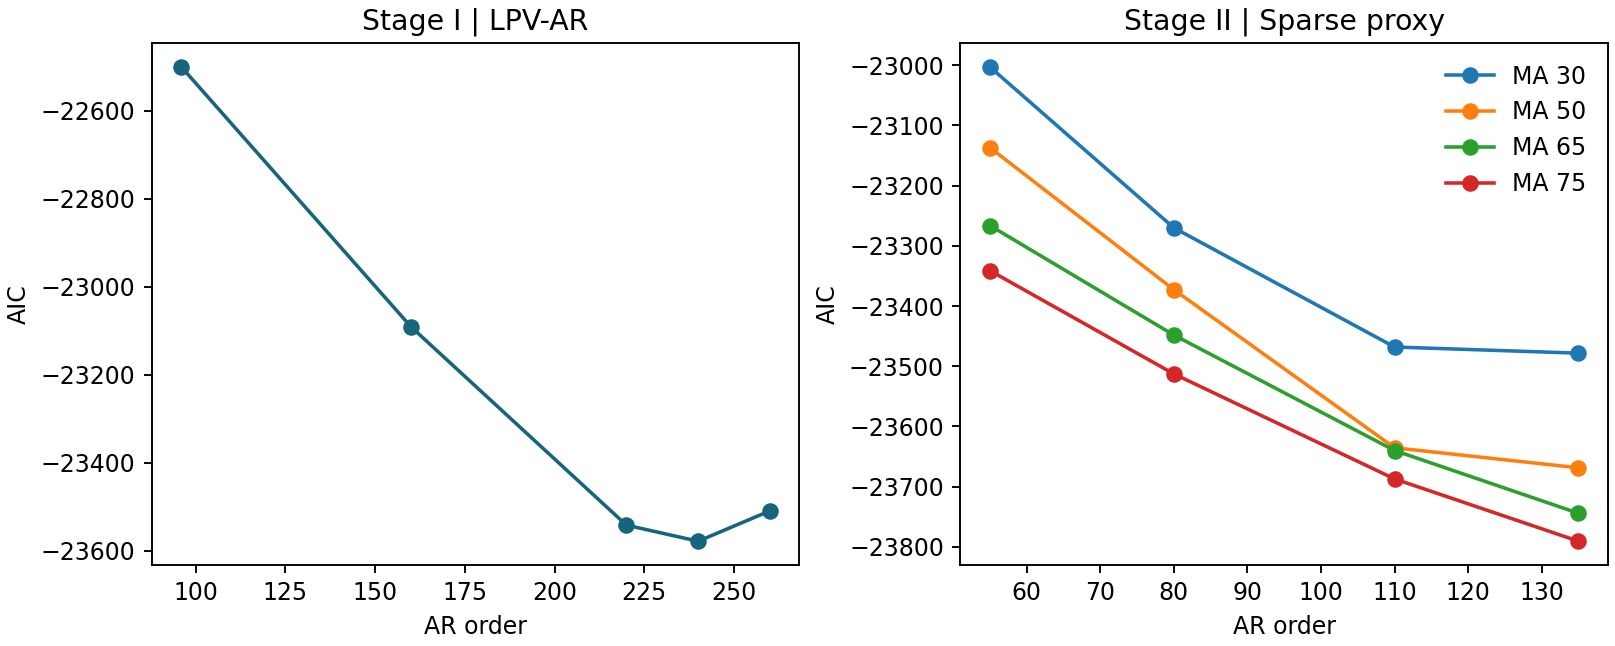 Stage I | LPV-AR
AIC
−22600
−22800
−23000
−23200
−23400
−23600
100 125 150 175 200 225 250
AR order
Stage II | Sparse proxy
AIC
−23000
−23100
−23200
−23300
−23400
−23500
−23600
−23700
−23800
MA 30
MA 50
MA 65
MA 75
60 70 80 90 100 110 120 130
AR order